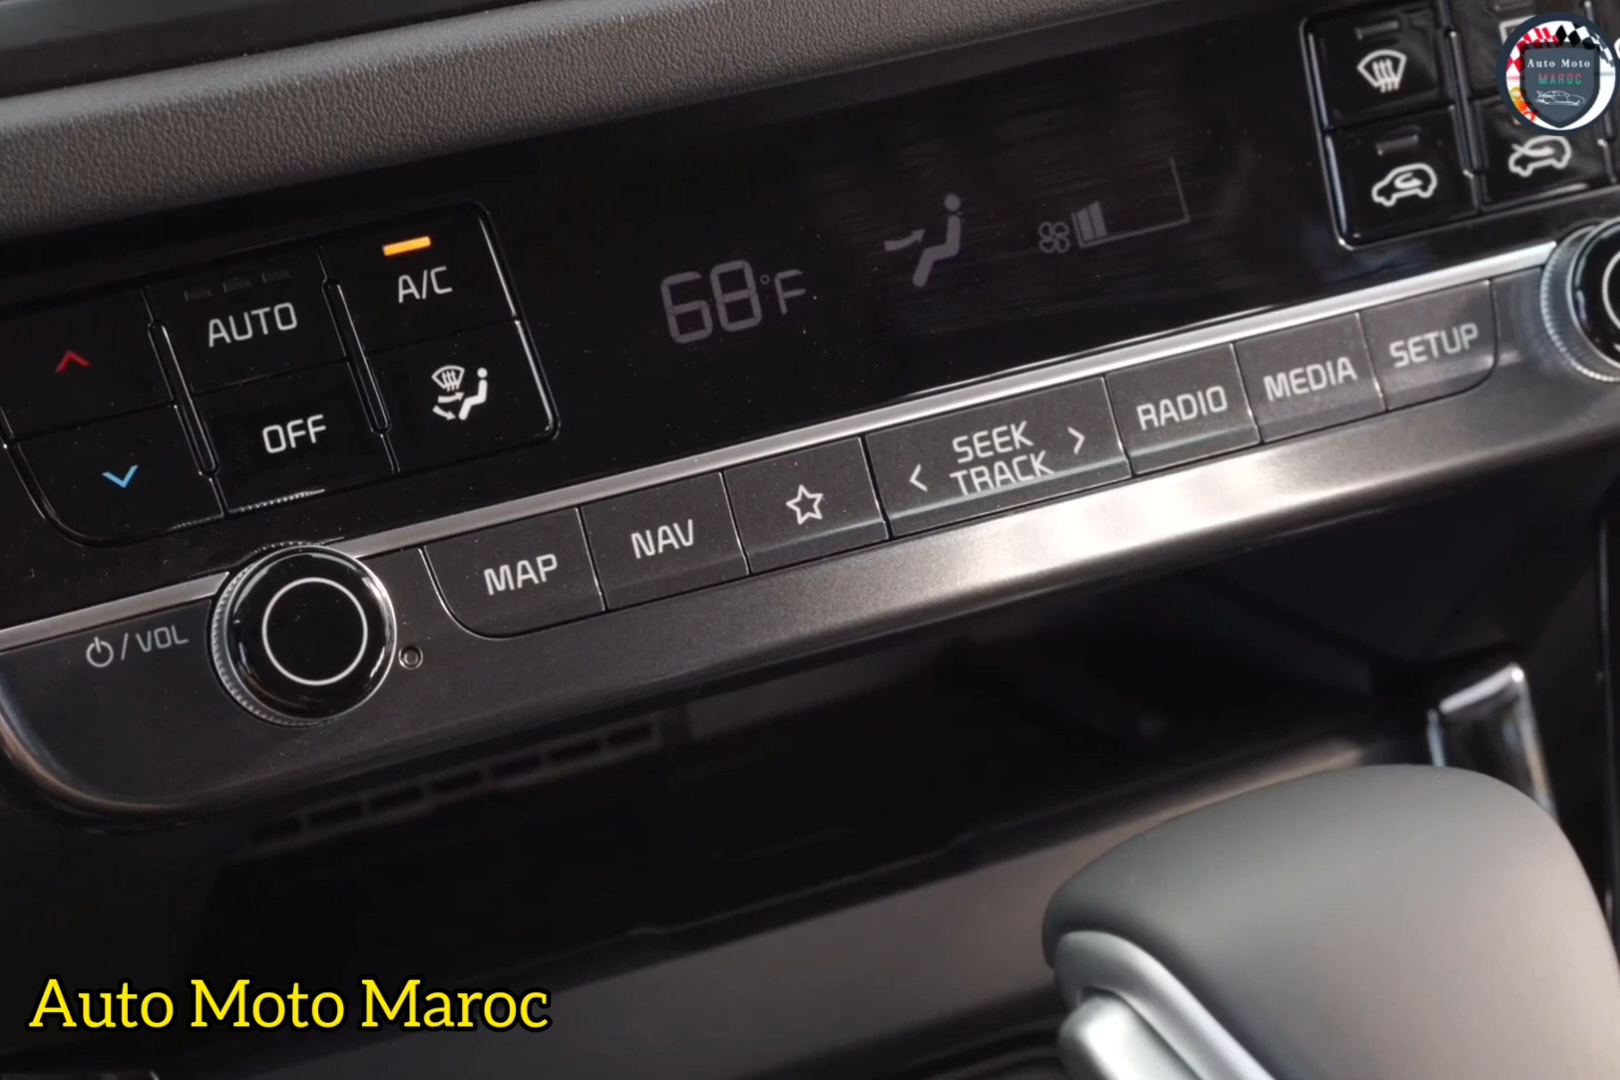 Auto Moto
MAROC
A/C
AUTO
68°F
OFF
SETUP
MEDIA
RADIO
SEEK
TRACK
NAV
MAP
/ VOL
Auto Moto Maroc